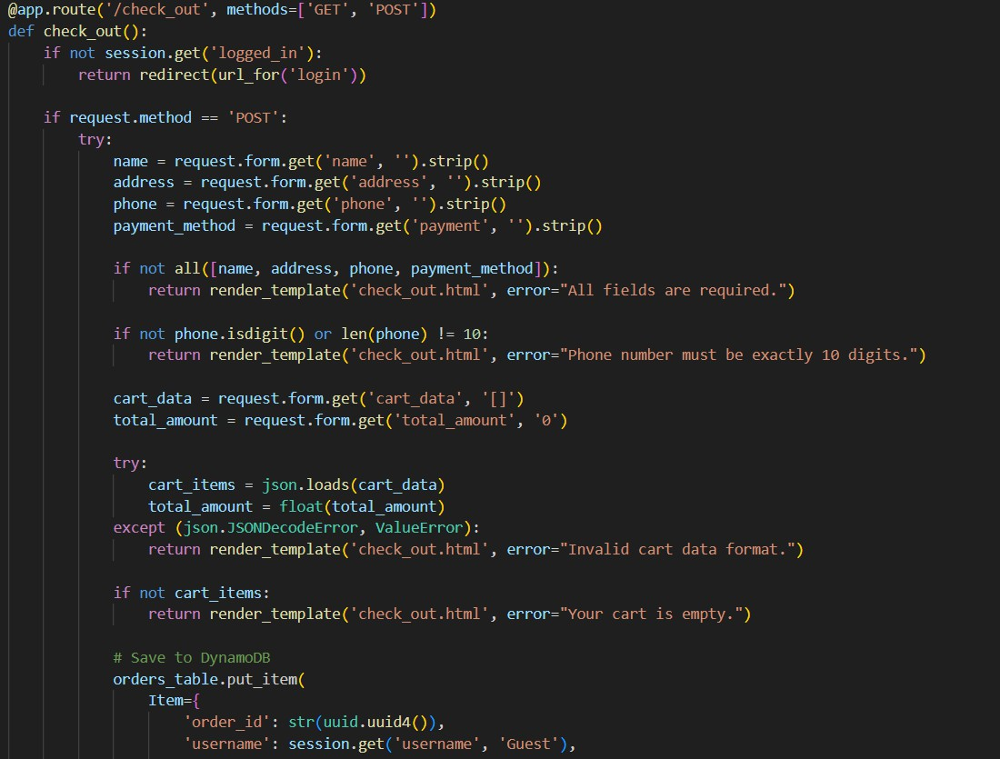 @app.route('/check_out', methods=['GET', 'POST'])
def check_out():
    if not session.get('logged_in'):
        return redirect(url_for('login'))

    if request.method == 'POST':
        try:
            name = request.form.get('name', '').strip()
            address = request.form.get('address', '').strip()
            phone = request.form.get('phone', '').strip()
            payment_method = request.form.get('payment', '').strip()

            if not all([name, address, phone, payment_method]):
                return render_template('check_out.html', error="All fields are required.")

            if not phone.isdigit() or len(phone) != 10:
                return render_template('check_out.html', error="Phone number must be exactly 10 digits.")

            cart_data = request.form.get('cart_data', '[]')
            total_amount = request.form.get('total_amount', '0')

            try:
                cart_items = json.loads(cart_data)
                total_amount = float(total_amount)
            except (json.JSONDecodeError, ValueError):
                return render_template('check_out.html', error="Invalid cart data format.")

            if not cart_items:
                return render_template('check_out.html', error="Your cart is empty.")

            # Save to DynamoDB
            orders_table.put_item(
                Item={
                    'order_id': str(uuid.uuid4()),
                    'username': session.get('username', 'Guest'),